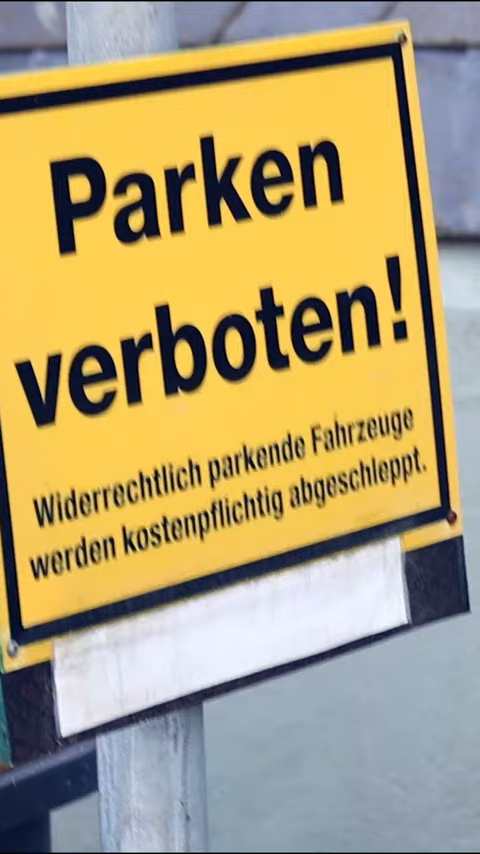 Parken
verboten!
Widerrechtlich parkende Fahrzeuge
werden kostenpflichtig abgeschleppt.